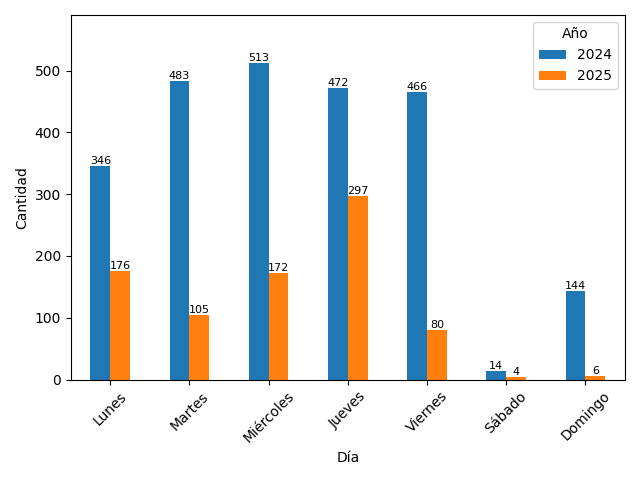 Año
2024
2025
500
400
300
200
100
0
Cantidad
346
176
483
105
513
172
472
297
466
80
14
4
144
6
Lunes
Martes
Miércoles
Jueves
Viernes
Sábado
Domingo
Día